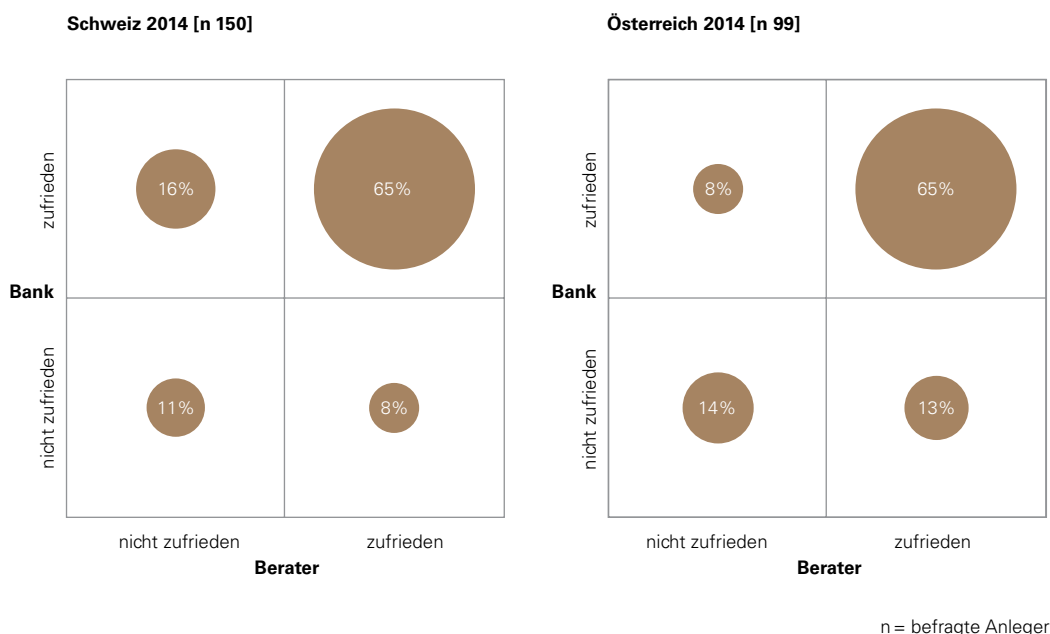 Schweiz 2014 [n 150]
zufrieden
16%
65%
Bank
nicht zufrieden
11%
8%
nicht zufrieden
zufrieden
Berater
Österreich 2014 [n 99]
zufrieden
8%
65%
Bank
nicht zufrieden
14%
13%
nicht zufrieden
zufrieden
Berater
n = befragte Anleger